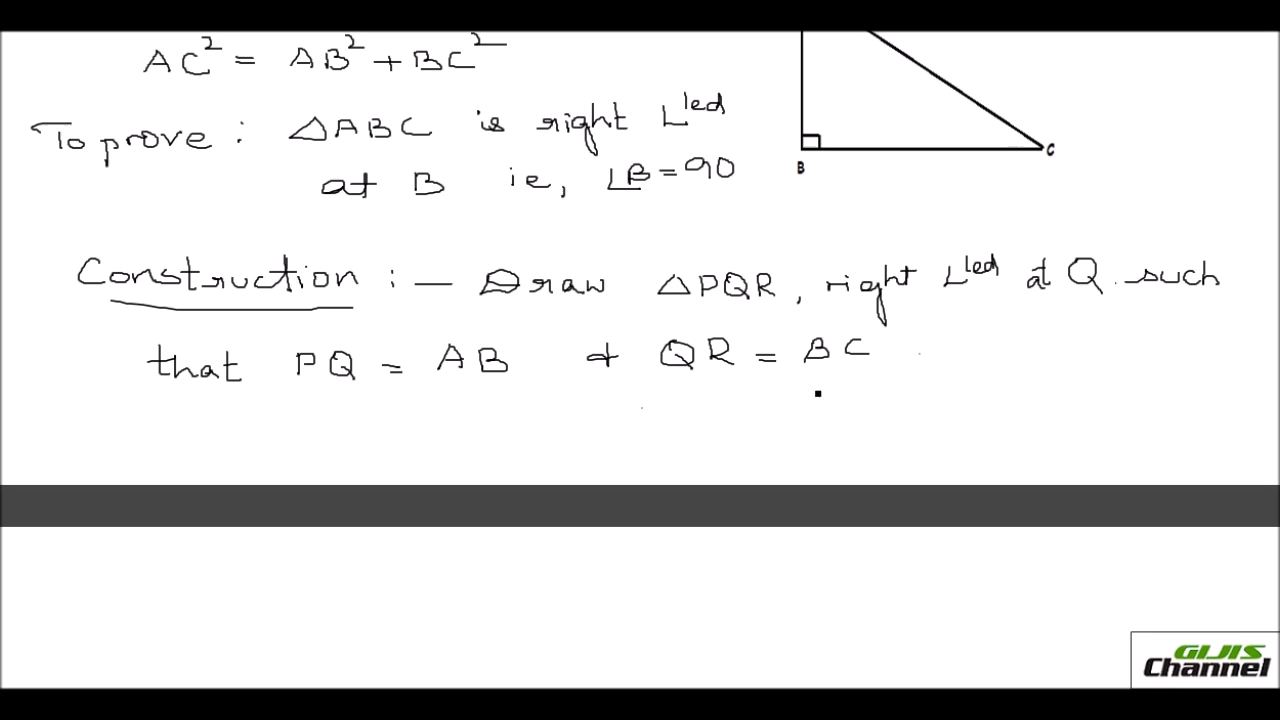 AC² = AB² + BC²
To prove : △ABC is right ∠led
at B ie, ∠B = 90
B
C
Construction : — Draw △PQR, right ∠led at Q. such
that PQ = AB & QR = BC
GIJIS
Channel